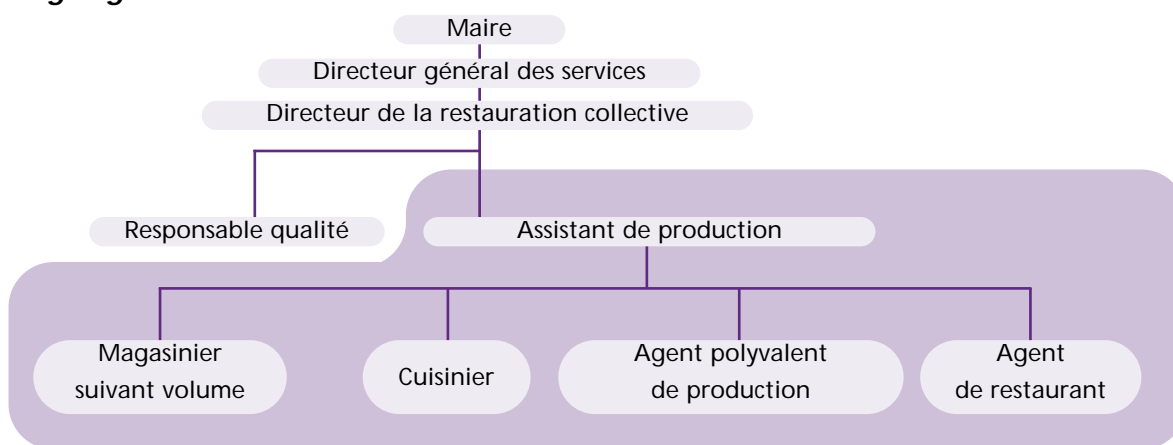 Maire
Directeur général des services
Directeur de la restauration collective
Responsable qualité
Assistant de production
Magasinier
suivant volume
Cuisinier
Agent polyvalent
de production
Agent
de restaurant